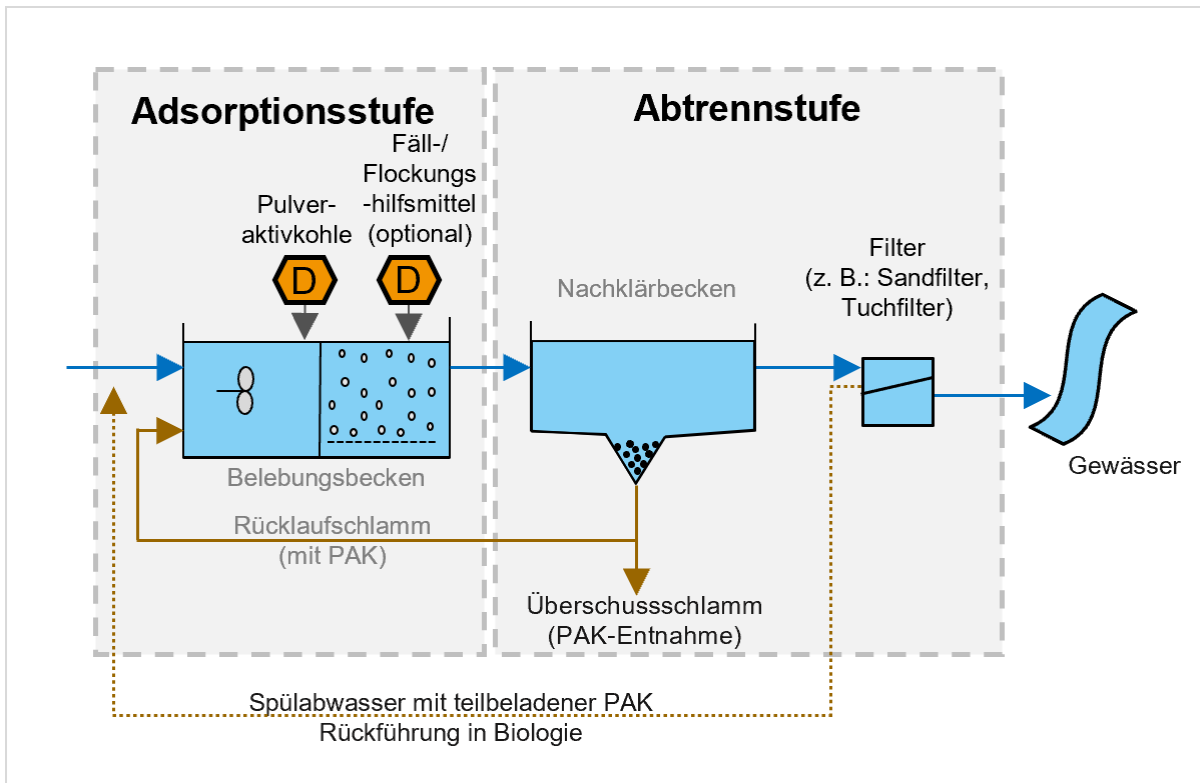 Adsorptionsstufe
Abtrennstufe
Fäll-/
Flockungs
-hilfsmittel
(optional)
Pulver-
aktivkohle
D
D
Nachklärbecken
Filter
(z. B.: Sandfilter,
Tuchfilter)
Gewässer
Belebungsbecken
Rücklaufschlamm
(mit PAK)
Überschussschlamm
(PAK-Entnahme)
Spülabwasser mit teilbeladener PAK
Rückführung in Biologie